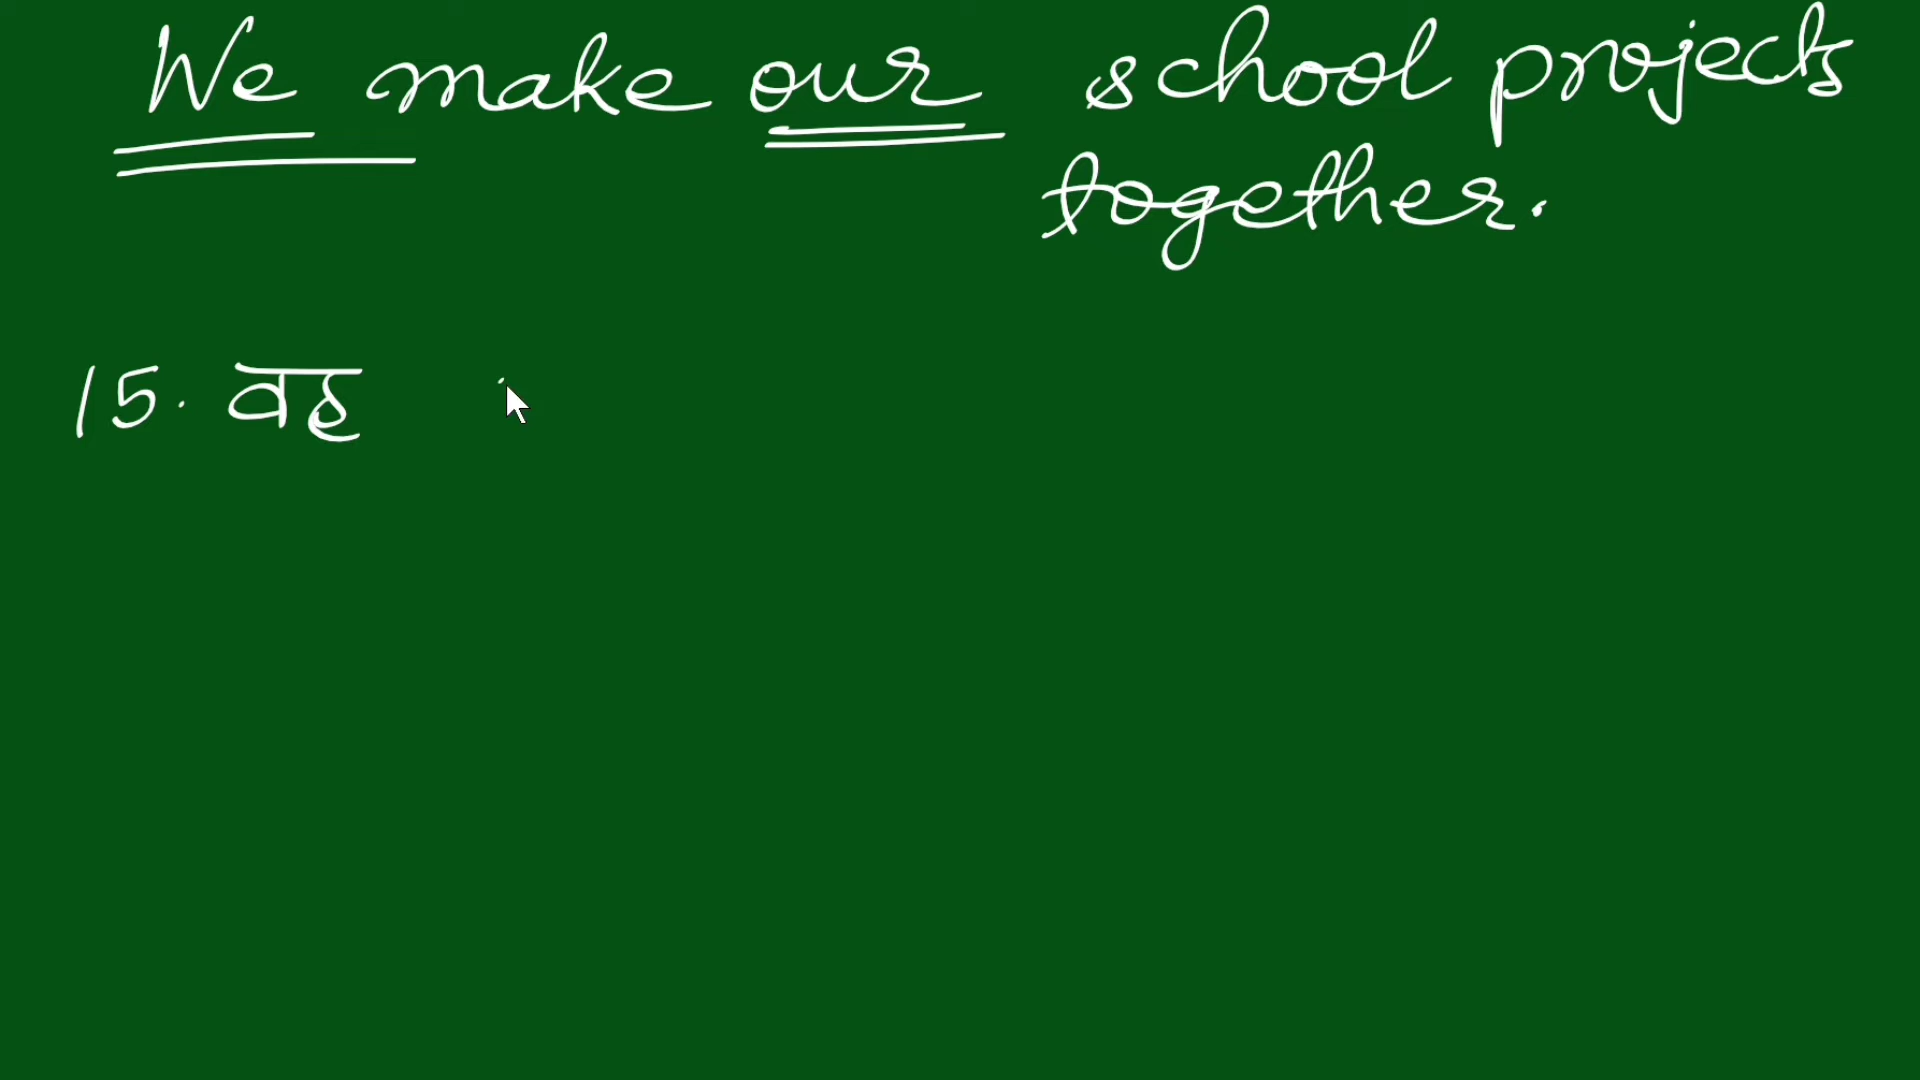 We make our school projects
together.
15. वह